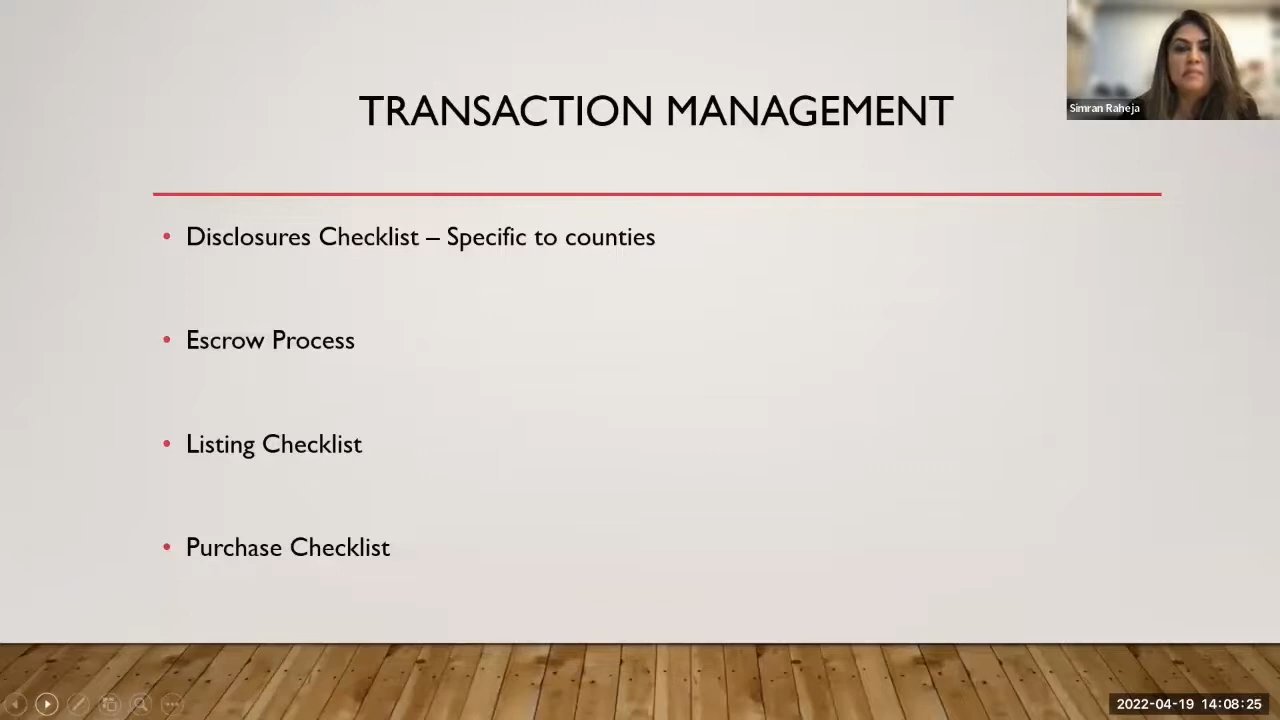 TRANSACTION MANAGEMENT
Simran Raheja
• Disclosures Checklist – Specific to counties
• Escrow Process
• Listing Checklist
• Purchase Checklist
2022-04-19 14:08:25